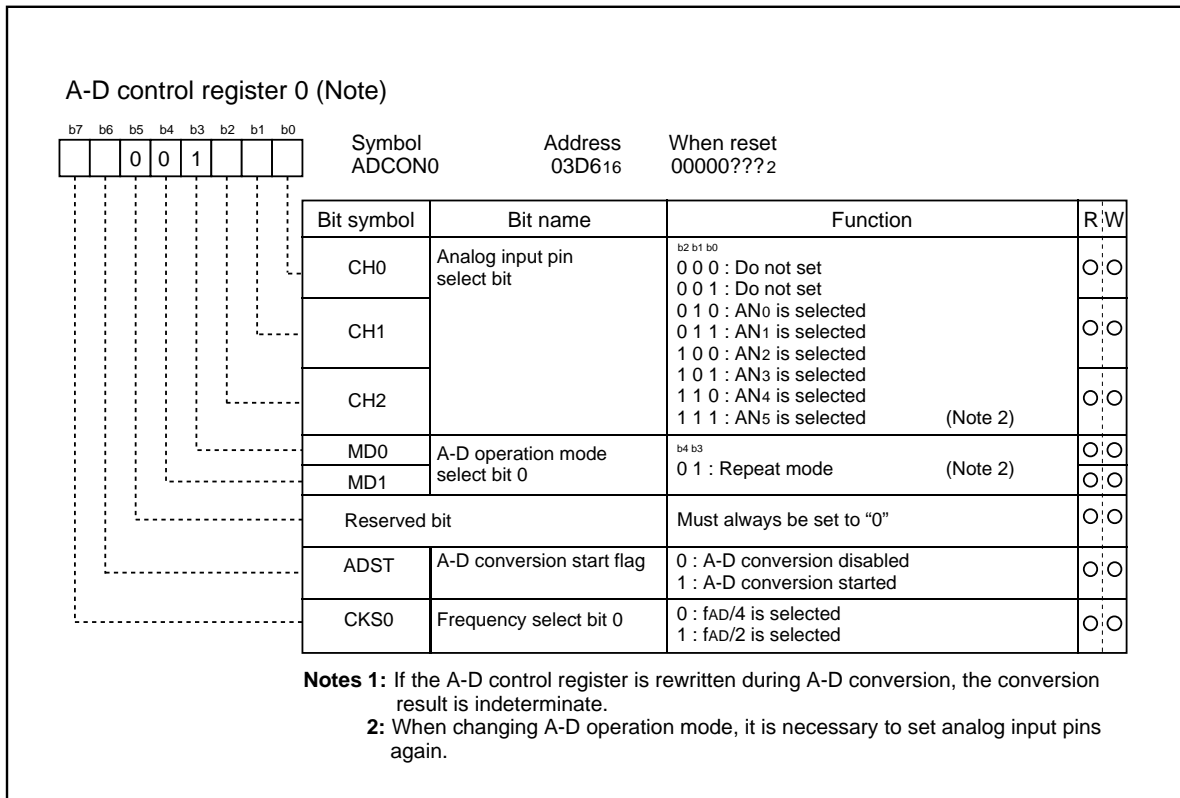 A-D control register 0 (Note)
b7 b6 b5 b4 b3 b2 b1 b0
0 0 1
Symbol Address When reset
ADCON0 03D616 00000???2
Bit symbol Bit name Function R W
CH0 Analog input pin select bit
b2 b1 b0
0 0 0 : Do not set
0 0 1 : Do not set
0 1 0 : AN0 is selected
CH1
0 1 1 : AN1 is selected
1 0 0 : AN2 is selected
1 0 1 : AN3 is selected
CH2
1 1 0 : AN4 is selected
1 1 1 : AN5 is selected (Note 2)
MD0 A-D operation mode
MD1 select bit 0
b4 b3
0 1 : Repeat mode (Note 2)
Reserved bit Must always be set to “0”
ADST A-D conversion start flag 0 : A-D conversion disabled
1 : A-D conversion started
CKS0 Frequency select bit 0 0 : fAD/4 is selected
1 : fAD/2 is selected
Notes 1: If the A-D control register is rewritten during A-D conversion, the conversion
result is indeterminate.
2: When changing A-D operation mode, it is necessary to set analog input pins
again.